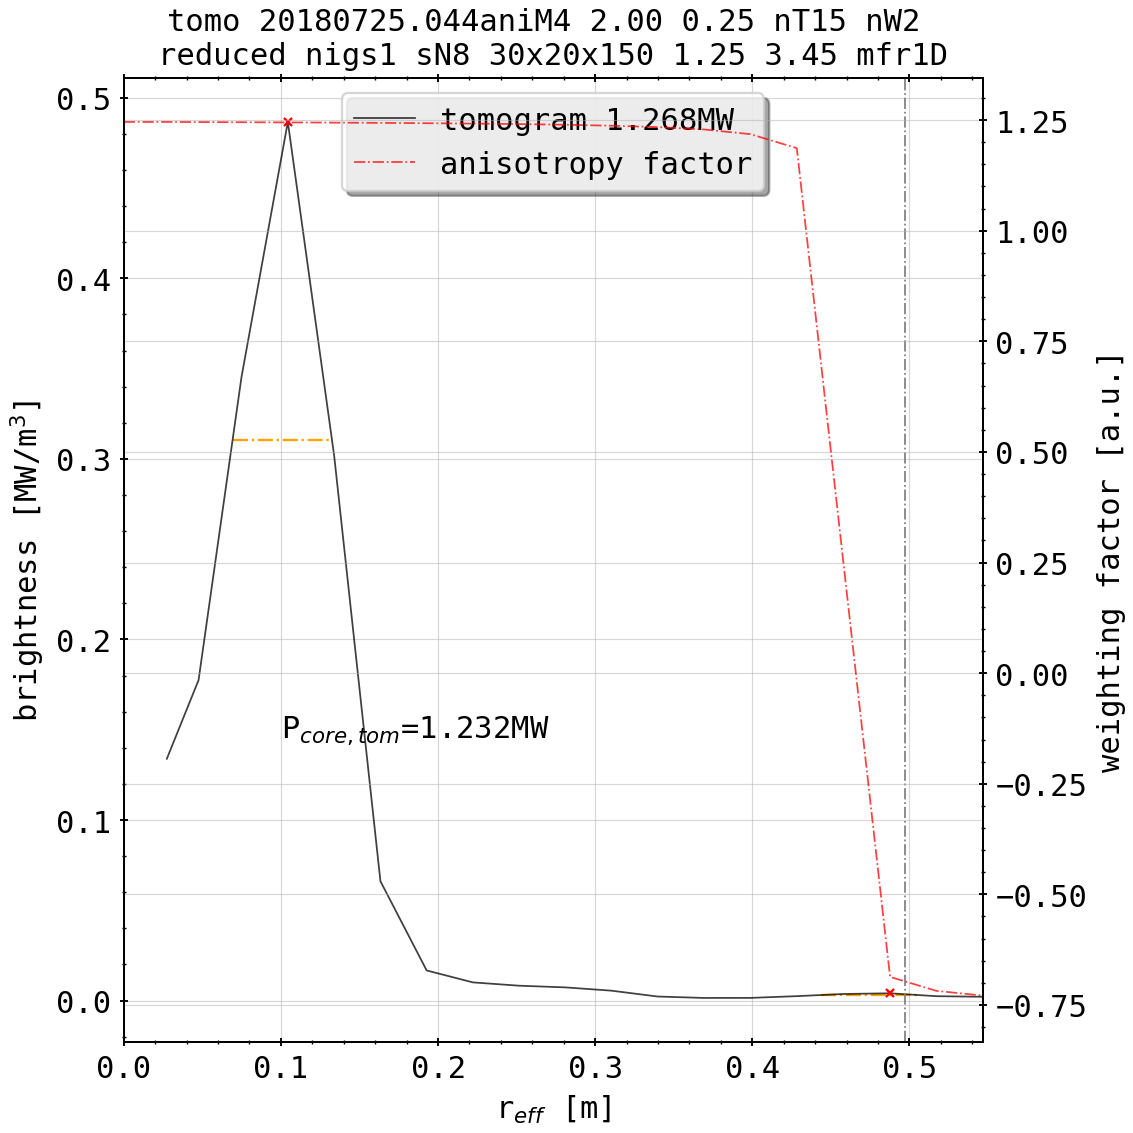 tomo 20180725.044aniM4 2.00 0.25 nT15 nW2
reduced nigs1 sN8 30x20x150 1.25 3.45 mfr1D
tomogram 1.268MW
anisotropy factor
0.5
0.4
0.3
0.2
0.1
0.0
brightness [MW/m³]
P_core,tom=1.232MW
1.25
1.00
0.75
0.50
0.25
0.00
−0.25
−0.50
−0.75
weighting factor [a.u.]
0.0 0.1 0.2 0.3 0.4 0.5
r_eff [m]